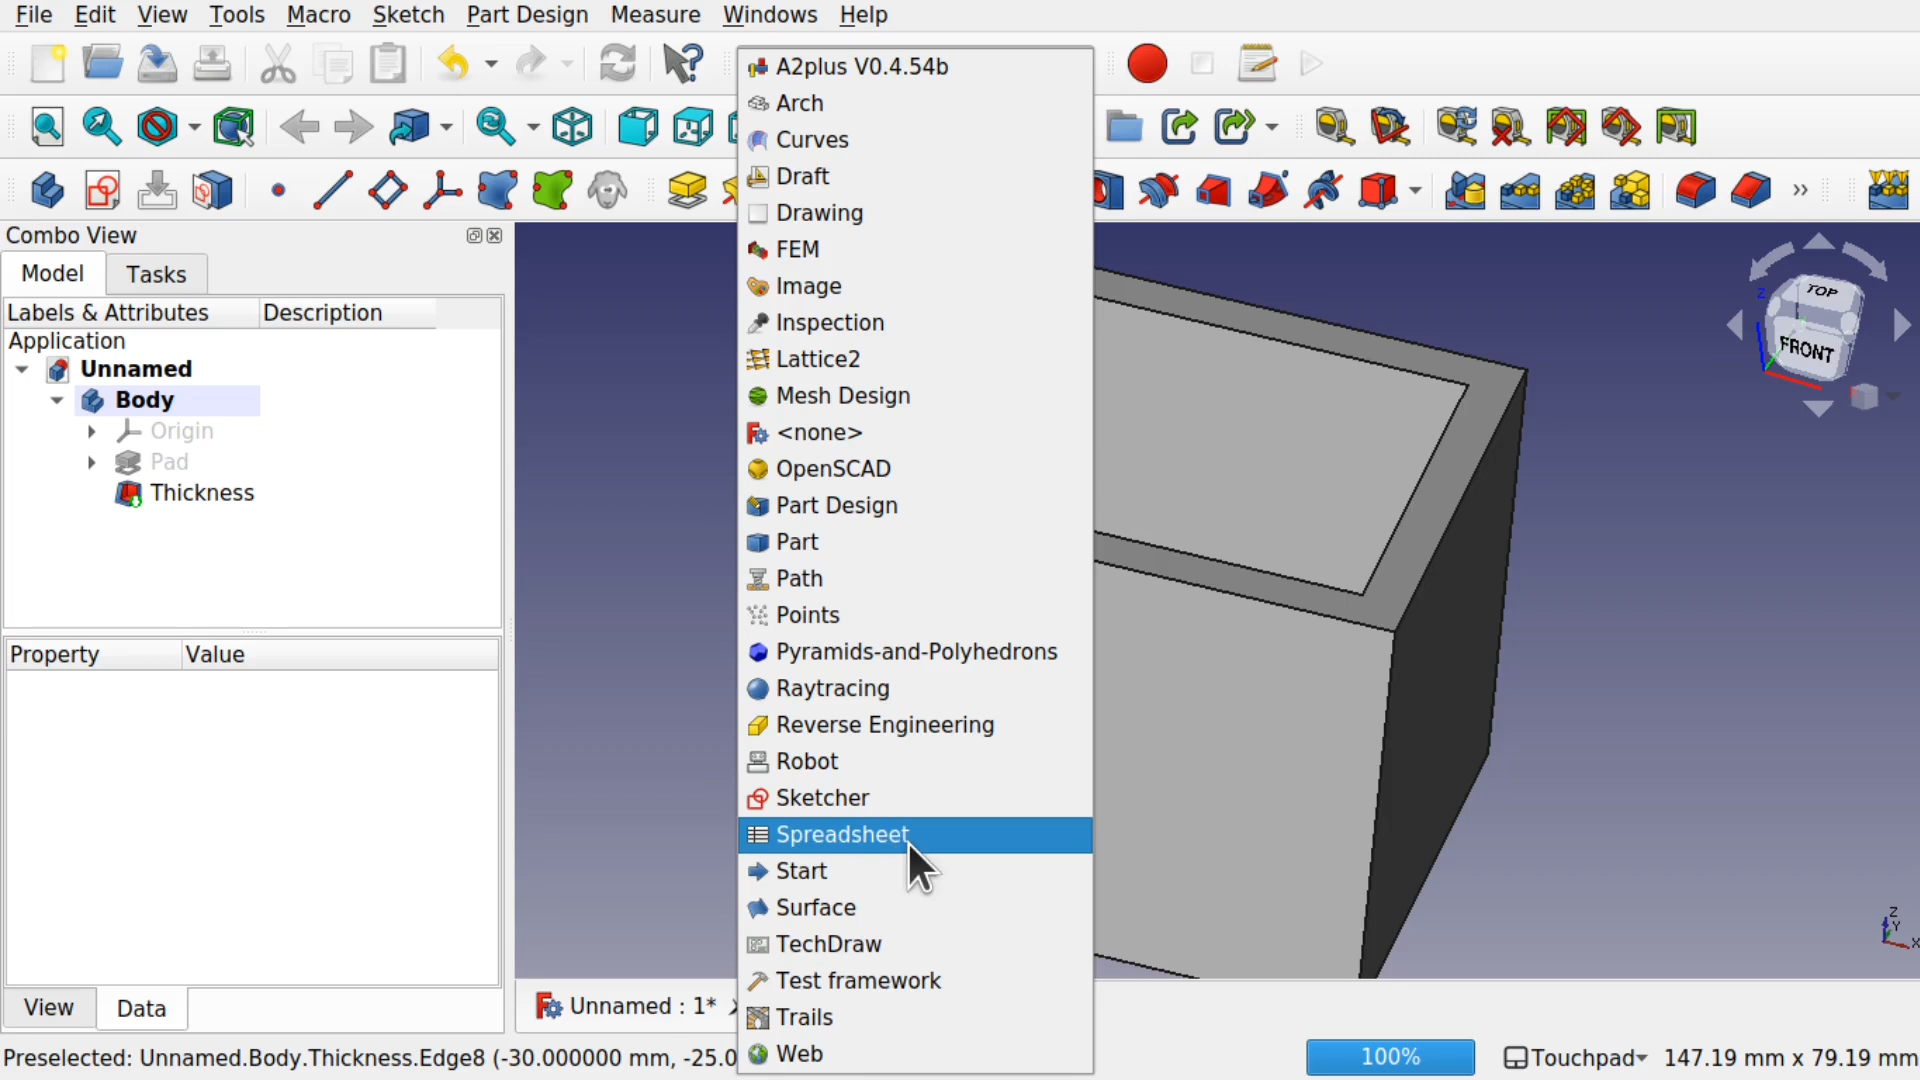 File Edit View Tools Macro Sketch Part Design Measure Windows Help
Combo View
Model Tasks
Labels & Attributes Description
Application
Unnamed
Body
Origin
Pad
Thickness
Property Value
View Data
A2plus V0.4.54b
Arch
Curves
Draft
Drawing
FEM
Image
Inspection
Lattice2
Mesh Design
<none>
OpenSCAD
Part Design
Part
Path
Points
Pyramids-and-Polyhedrons
Raytracing
Reverse Engineering
Robot
Sketcher
Spreadsheet
Start
Surface
TechDraw
Test framework
Trails
Web
TOP
FRONT
Z
Z
Y
X
Unnamed : 1*
Preselected: Unnamed.Body.Thickness.Edge8 (-30.000000 mm, -25.0
100% Touchpad 147.19 mm x 79.19 mm